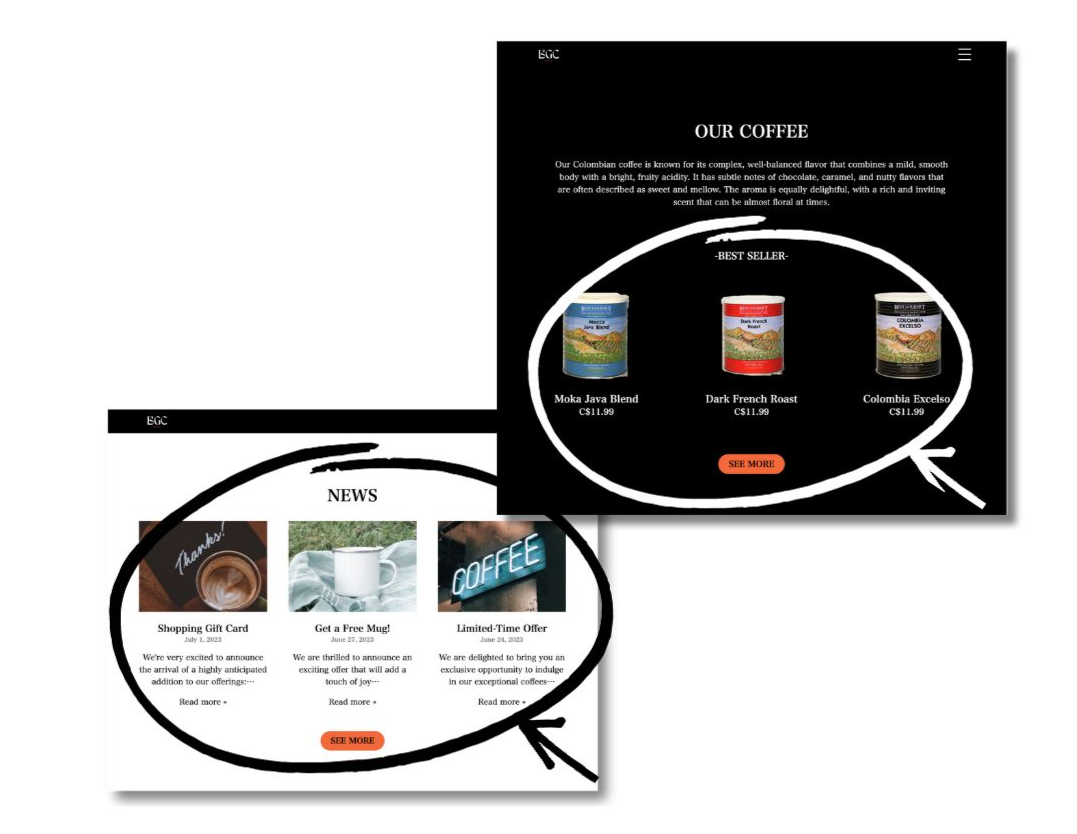 BGC
OUR COFFEE
Our Colombian coffee is known for its complex, well-balanced flavor that combines a mild, smooth
body with a bright, fruity acidity. It has subtle notes of chocolate, caramel, and nutty flavors that
are often described as sweet and mellow. The aroma is equally delightful, with a rich and inviting
scent that can be almost floral at times.
-BEST SELLER-
Mocca
Java Blend
Dark French
Roast
COLOMBIA
EXCELSO
Moka Java Blend
C$11.99
Dark French Roast
C$11.99
Colombia Excelso
C$11.99
SEE MORE
BGC
NEWS
Thanks!
COFFEE
Shopping Gift Card
July 1, 2023
We're very excited to announce
the arrival of a highly anticipated
addition to our offerings:⋯
Read more »
Get a Free Mug!
June 27, 2023
We are thrilled to announce an
exciting offer that will add a
touch of joy⋯
Read more »
Limited-Time Offer
June 24, 2023
We are delighted to bring you an
exclusive opportunity to indulge
in our exceptional coffees⋯
Read more »
SEE MORE